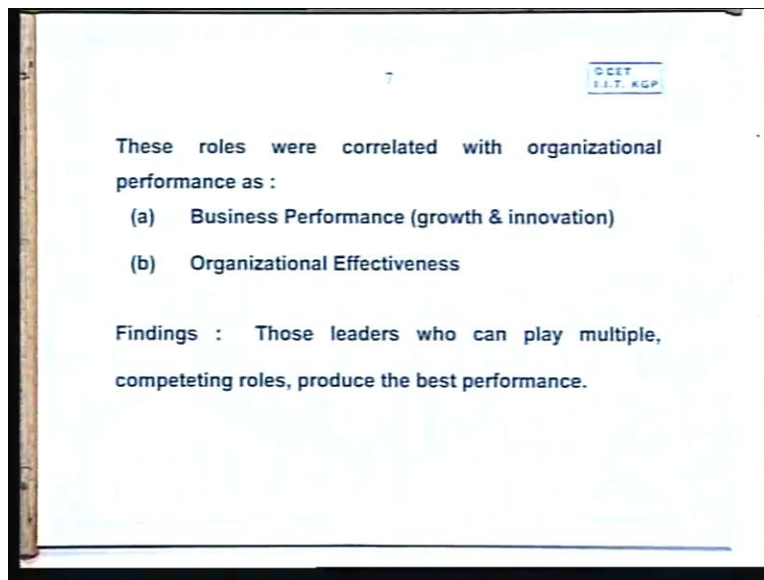 7
© CET
I.I.T. KGP
These roles were correlated with organizational
performance as :
(a) Business Performance (growth & innovation)
(b) Organizational Effectiveness
Findings : Those leaders who can play multiple,
competeting roles, produce the best performance.